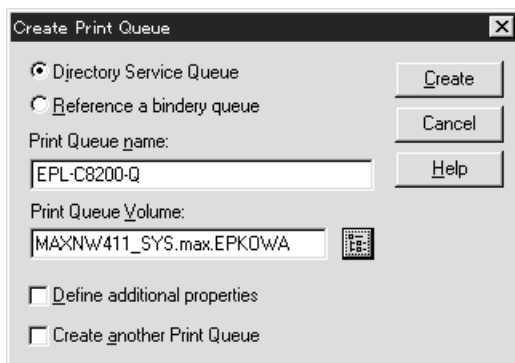 Create Print Queue
Directory Service Queue
Reference a bindery queue
Print Queue name:
EPL-C8200-Q
Print Queue Volume:
MAXNW411_SYS.max.EPKOWA
Define additional properties
Create another Print Queue
Create
Cancel
Help